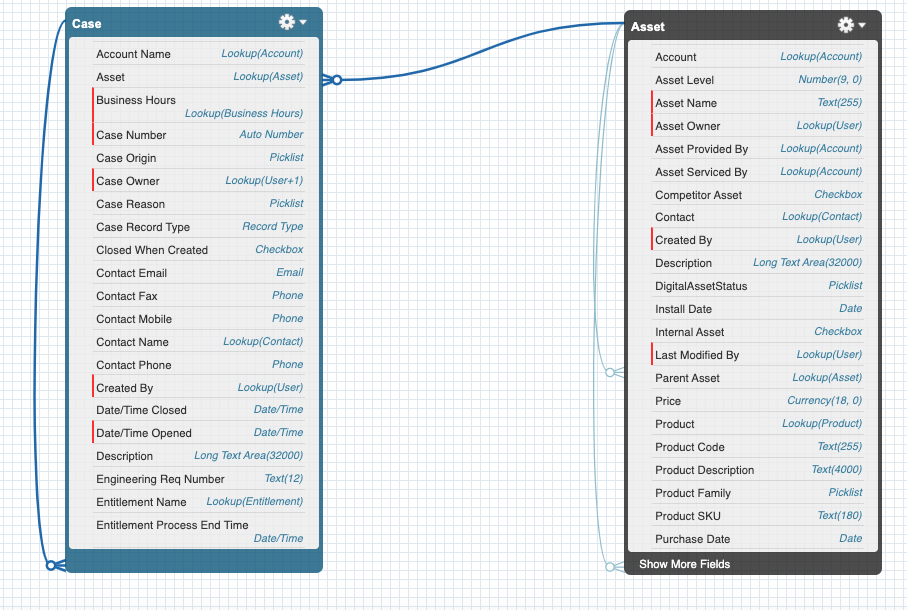 Case
Account Name Lookup(Account)
Asset Lookup(Asset)
Business Hours
Lookup(Business Hours)
Case Number Auto Number
Case Origin Picklist
Case Owner Lookup(User+1)
Case Reason Picklist
Case Record Type Record Type
Closed When Created Checkbox
Contact Email Email
Contact Fax Phone
Contact Mobile Phone
Contact Name Lookup(Contact)
Contact Phone Phone
Created By Lookup(User)
Date/Time Closed Date/Time
Date/Time Opened Date/Time
Description Long Text Area(32000)
Engineering Req Number Text(12)
Entitlement Name Lookup(Entitlement)
Entitlement Process End Time
Date/Time
Asset
Account Lookup(Account)
Asset Level Number(9, 0)
Asset Name Text(255)
Asset Owner Lookup(User)
Asset Provided By Lookup(Account)
Asset Serviced By Lookup(Account)
Competitor Asset Checkbox
Contact Lookup(Contact)
Created By Lookup(User)
Description Long Text Area(32000)
DigitalAssetStatus Picklist
Install Date Date
Internal Asset Checkbox
Last Modified By Lookup(User)
Parent Asset Lookup(Asset)
Price Currency(18, 0)
Product Lookup(Product)
Product Code Text(255)
Product Description Text(4000)
Product Family Picklist
Product SKU Text(180)
Purchase Date Date
Show More Fields